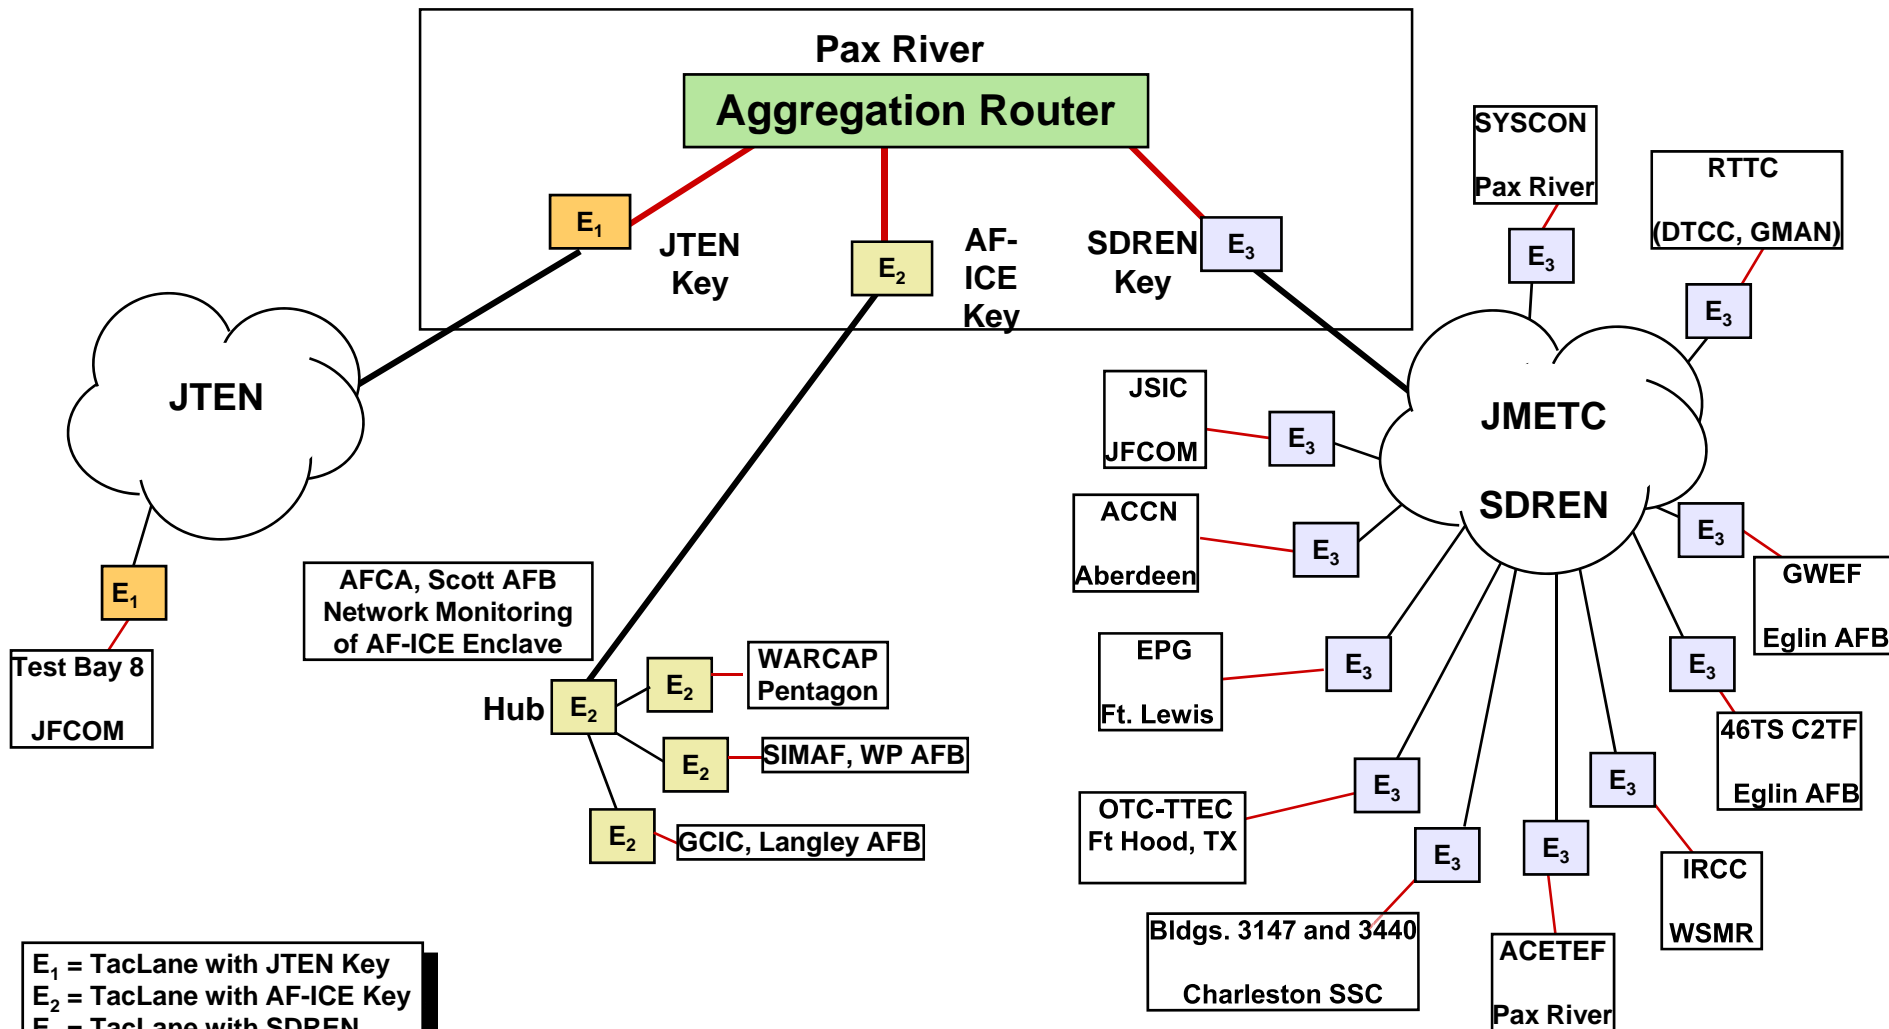 Pax River
Aggregation Router
E1
JTEN
Key
E2
AF-
ICE
Key
SDREN
Key
E3
JTEN
E1
Test Bay 8
JFCOM
AFCA, Scott AFB
Network Monitoring
of AF-ICE Enclave
Hub
E2
E2
WARCAP
Pentagon
E2
SIMAF, WP AFB
E2
GCIC, Langley AFB
SYSCON
Pax River
E3
RTTC
(DTCC, GMAN)
E3
JMETC
SDREN
JSIC
JFCOM
E3
ACCN
Aberdeen
E3
EPG
Ft. Lewis
E3
OTC-TTEC
Ft Hood, TX
E3
Bldgs. 3147 and 3440
Charleston SSC
E3
ACETEF
Pax River
E3
IRCC
WSMR
E3
46TS C2TF
Eglin AFB
E3
GWEF
Eglin AFB
E3
E1 = TacLane with JTEN Key
E2 = TacLane with AF-ICE Key
E3 = TacLane with SDREN